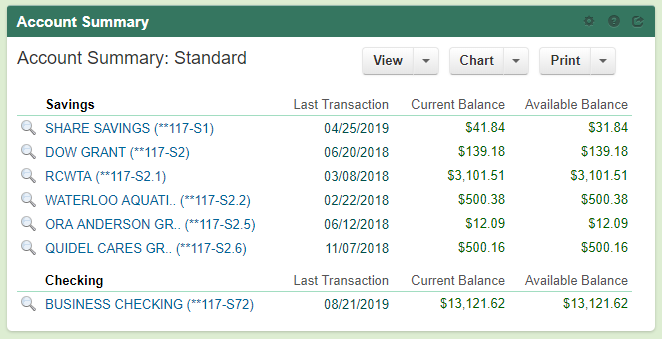 Account Summary
Account Summary: Standard View Chart Print
Savings Last Transaction Current Balance Available Balance
SHARE SAVINGS (**117-S1) 04/25/2019 $41.84 $31.84
DOW GRANT (**117-S2) 06/20/2018 $139.18 $139.18
RCWTA (**117-S2.1) 03/08/2018 $3,101.51 $3,101.51
WATERLOO AQUATI.. (**117-S2.2) 02/22/2018 $500.38 $500.38
ORA ANDERSON GR.. (**117-S2.5) 06/12/2018 $12.09 $12.09
QUIDEL CARES GR.. (**117-S2.6) 11/07/2018 $500.16 $500.16
Checking Last Transaction Current Balance Available Balance
BUSINESS CHECKING (**117-S72) 08/21/2019 $13,121.62 $13,121.62